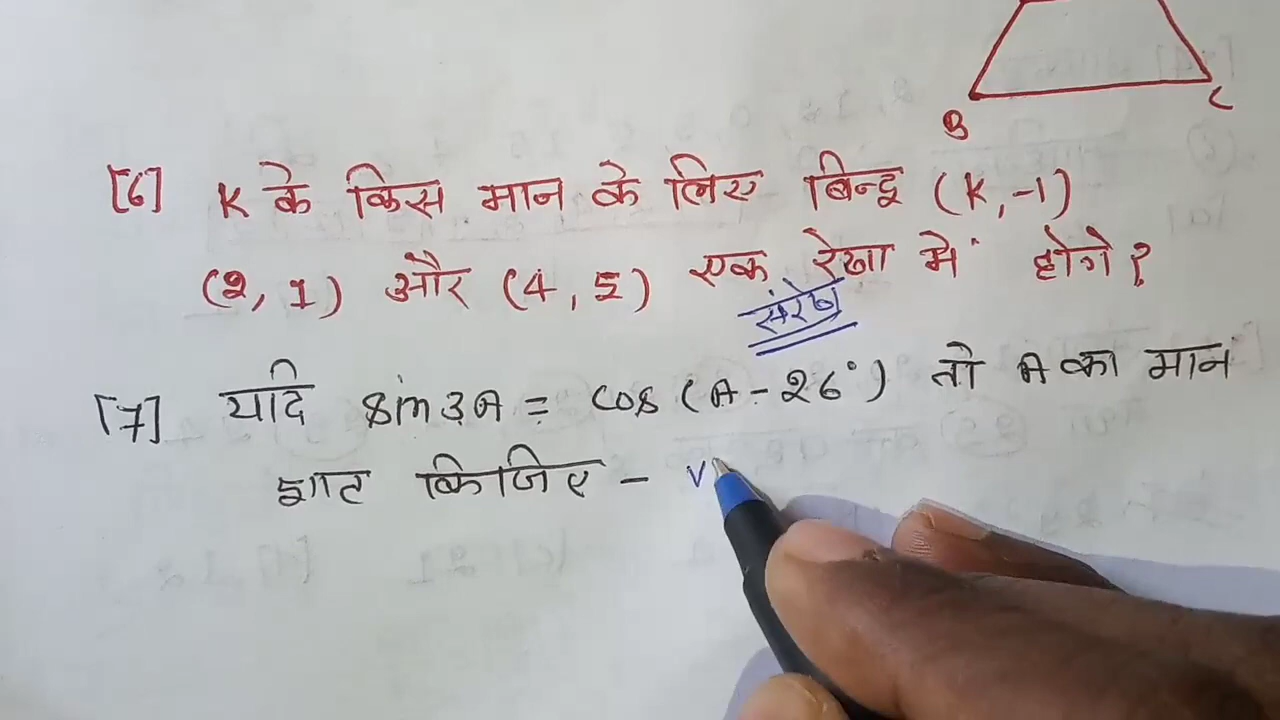 B C
[6] K के किस मान के लिए बिन्दु (K,-1)
(2, 1) और (4, 5) एक रेखा में होगे?
संरेख
[7] यदि sin3A = cos (A - 26°) तो A का मान
ज्ञात किजिए - V